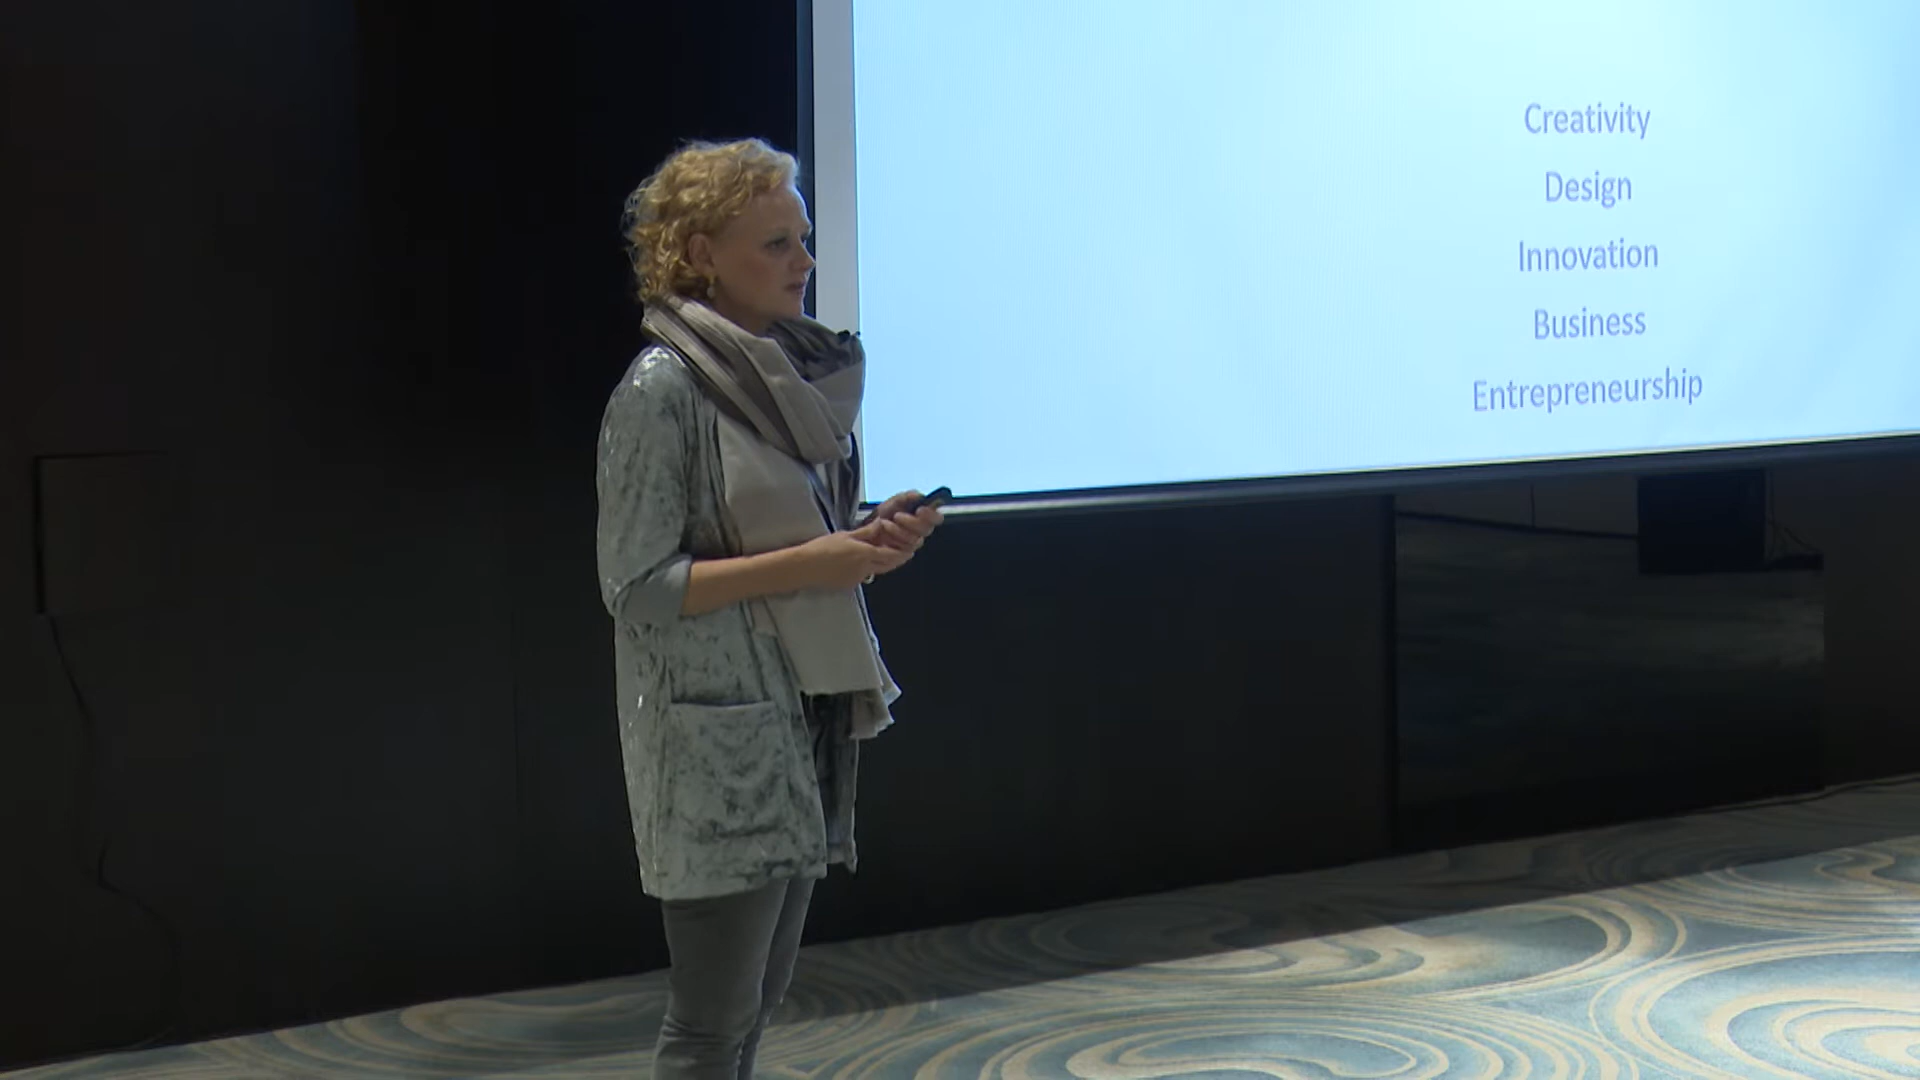 Creativity
Design
Innovation
Business
Entrepreneurship